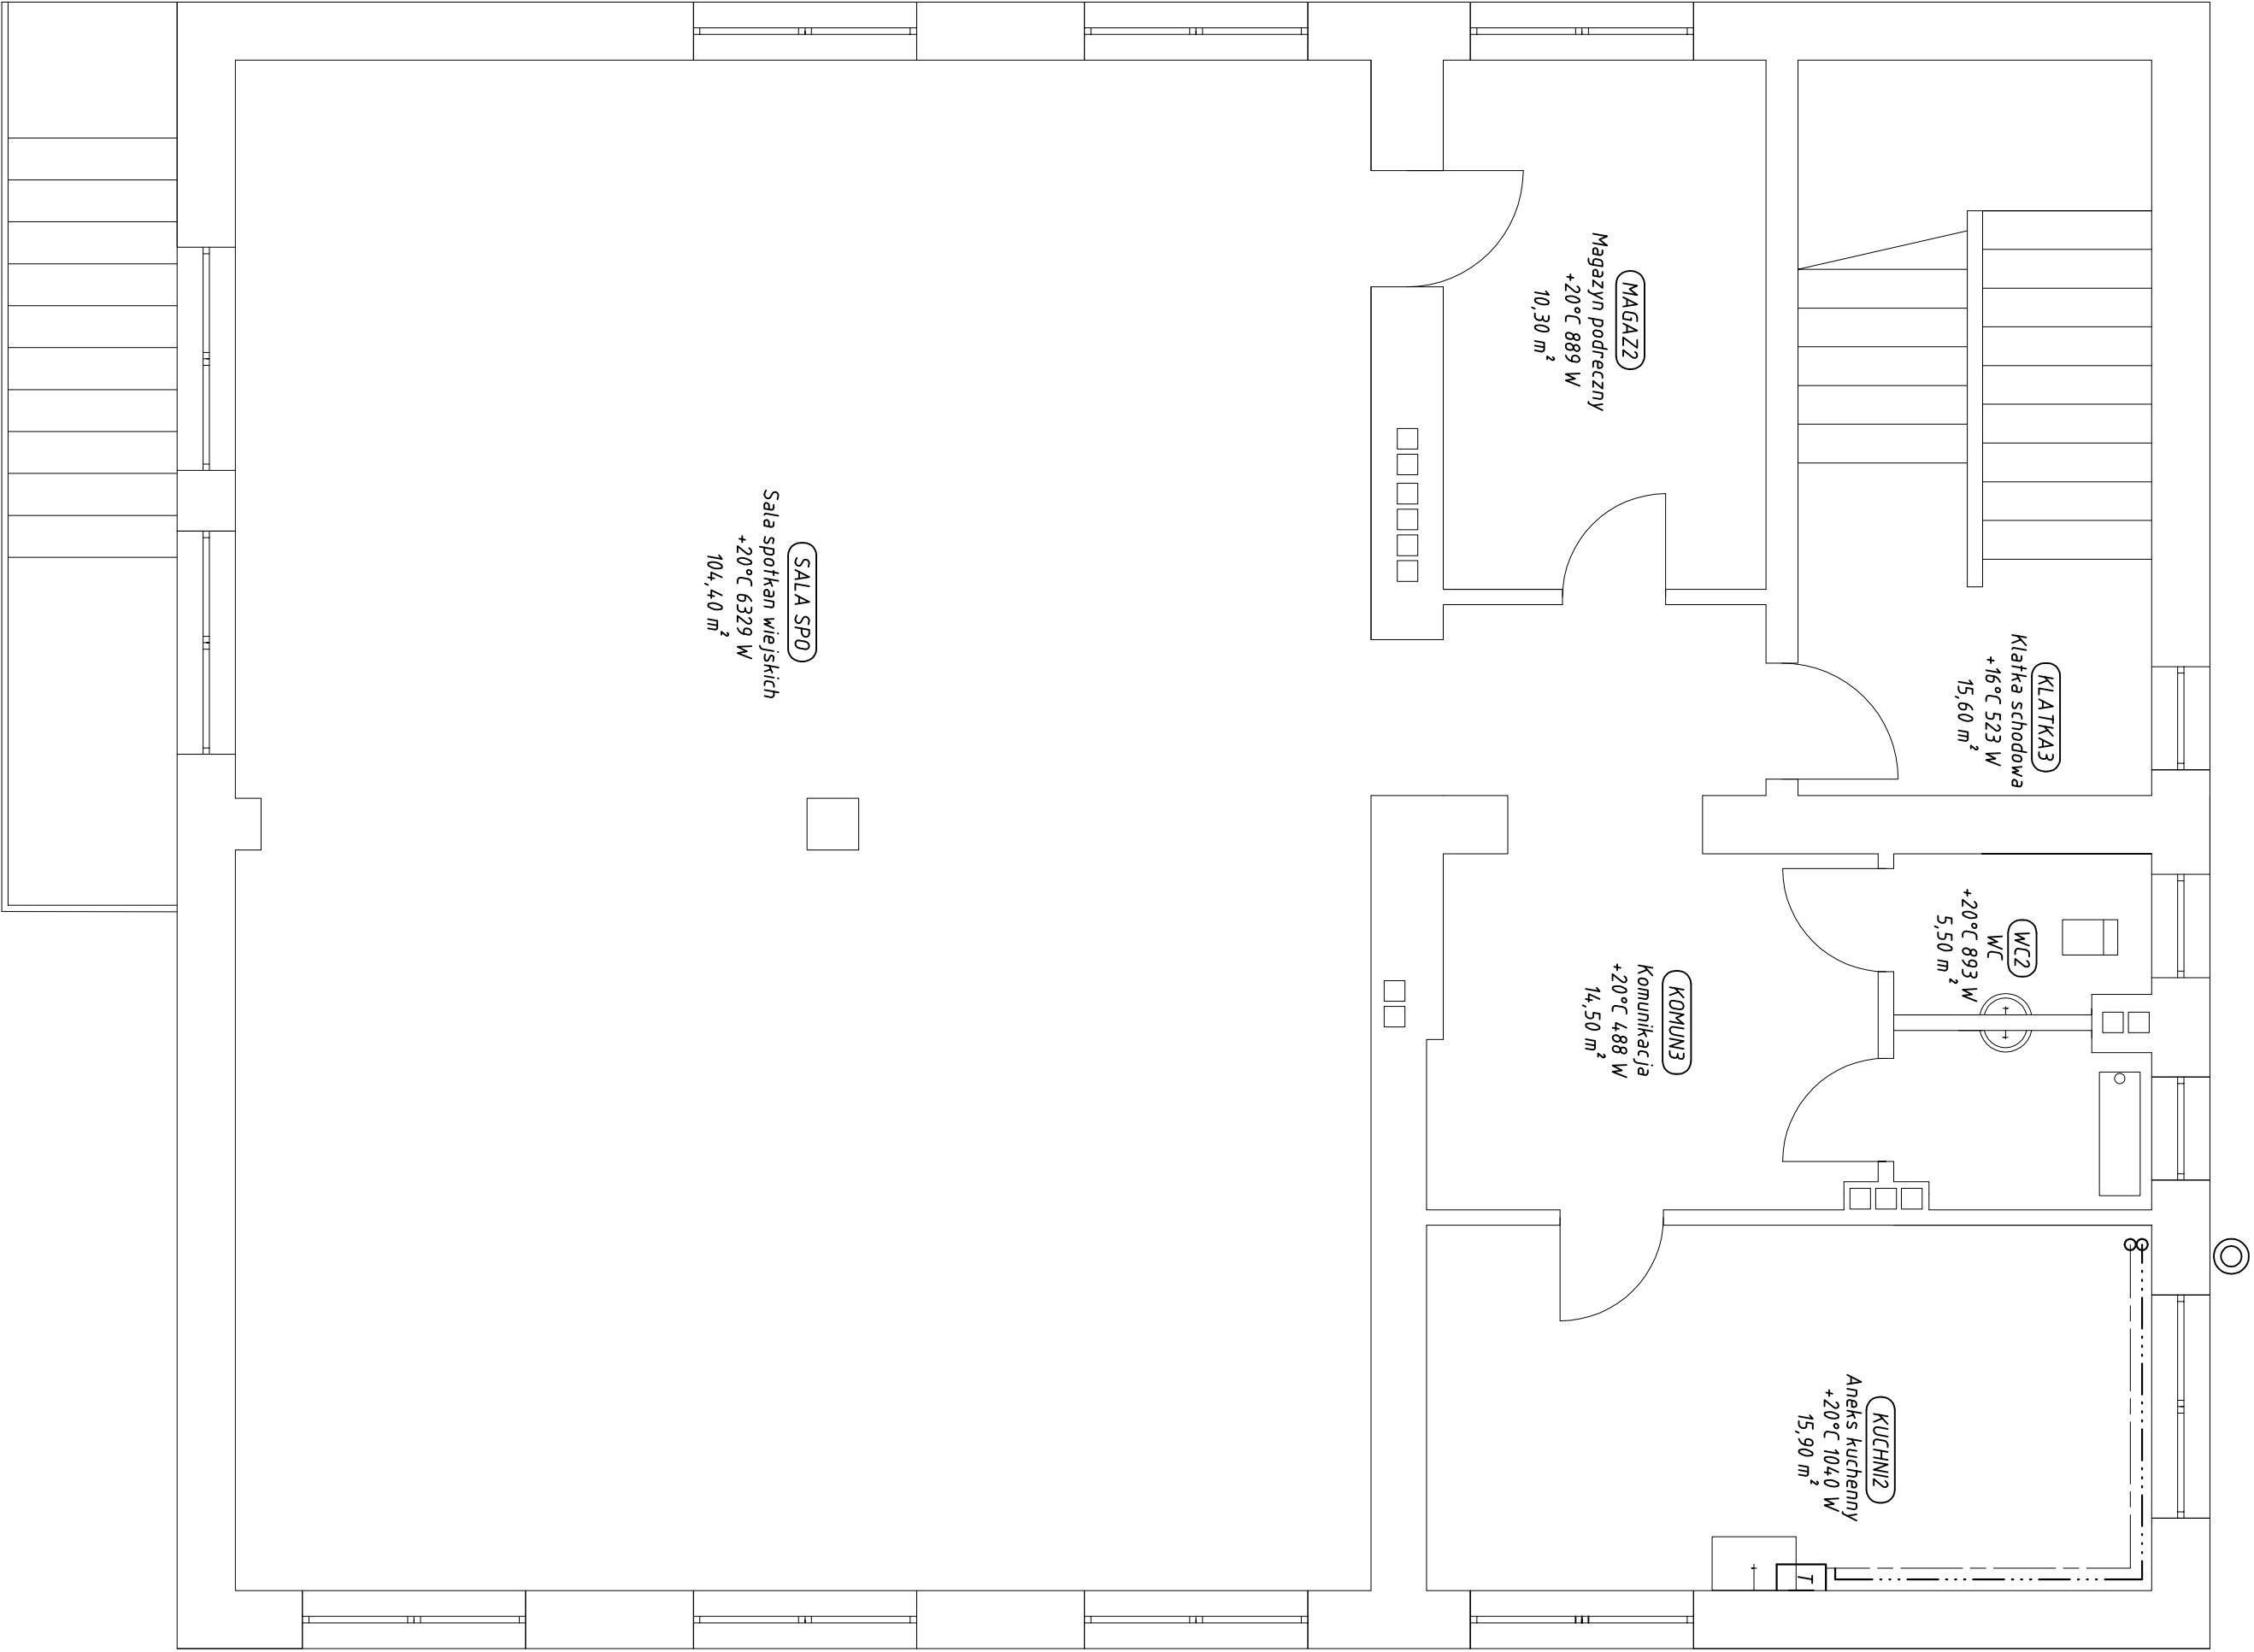 MAGAZ2
Magazyn podreczny
+20°C 889 W
10,30 m²
KLATKA3
Klatka schodowa
+16°C 523 W
15,60 m²
SALA SPO
Sala spotkan wiejskich
+20°C 6329 W
104,40 m²
WC2
WC
+20°C 893 W
5,50 m²
KOMUN3
Komunikacja
+20°C 488 W
14,50 m²
KUCHNI2
Aneks kuchenny
+20°C 1040 W
15,90 m²
T